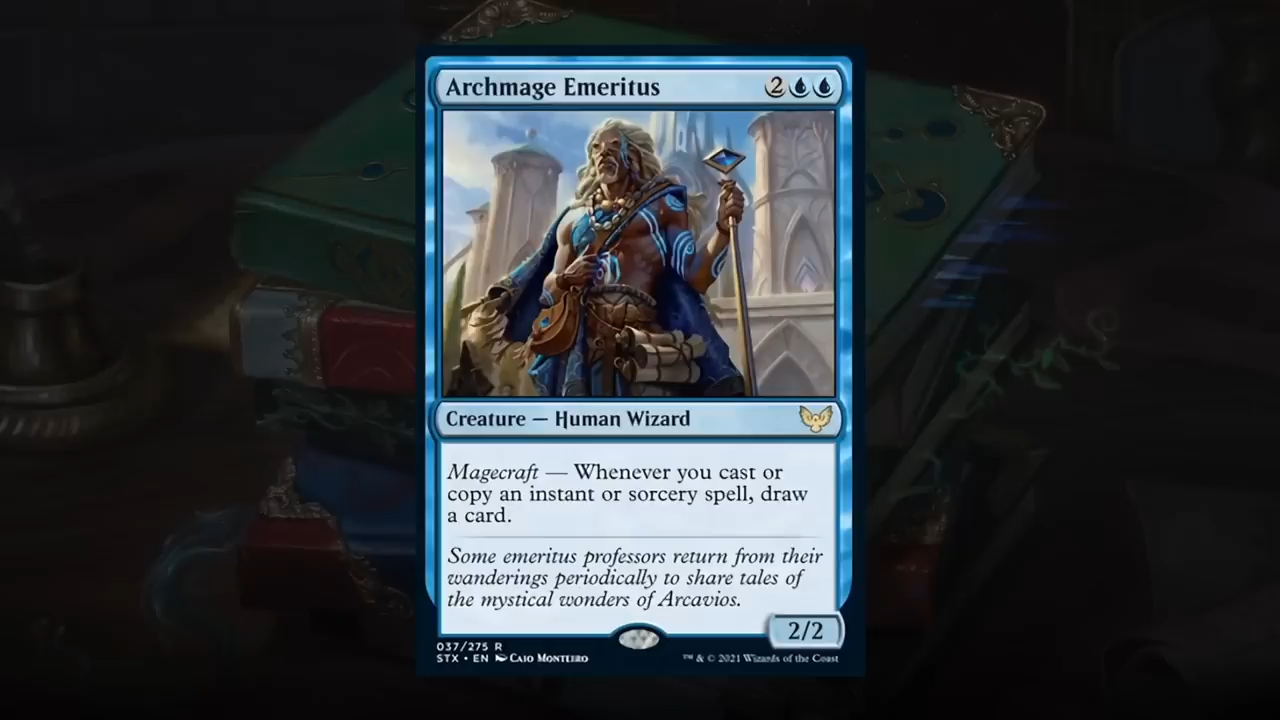 Archmage Emeritus 2
Creature — Human Wizard
Magecraft — Whenever you cast or
copy an instant or sorcery spell, draw
a card.
Some emeritus professors return from their
wanderings periodically to share tales of
the mystical wonders of Arcavios.
2/2
037/275 R
STX • EN Caio Monteiro
™ & © 2021 Wizards of the Coast